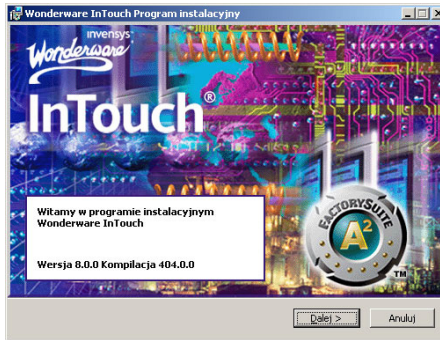 Wonderware InTouch Program instalacyjny
invensys
Wonderware
InTouch®
FACTORYSUITE
A²
TM
Witamy w programie instalacyjnym
Wonderware InTouch
Wersja 8.0.0 Kompilacja 404.0.0
Dalej >
Anuluj